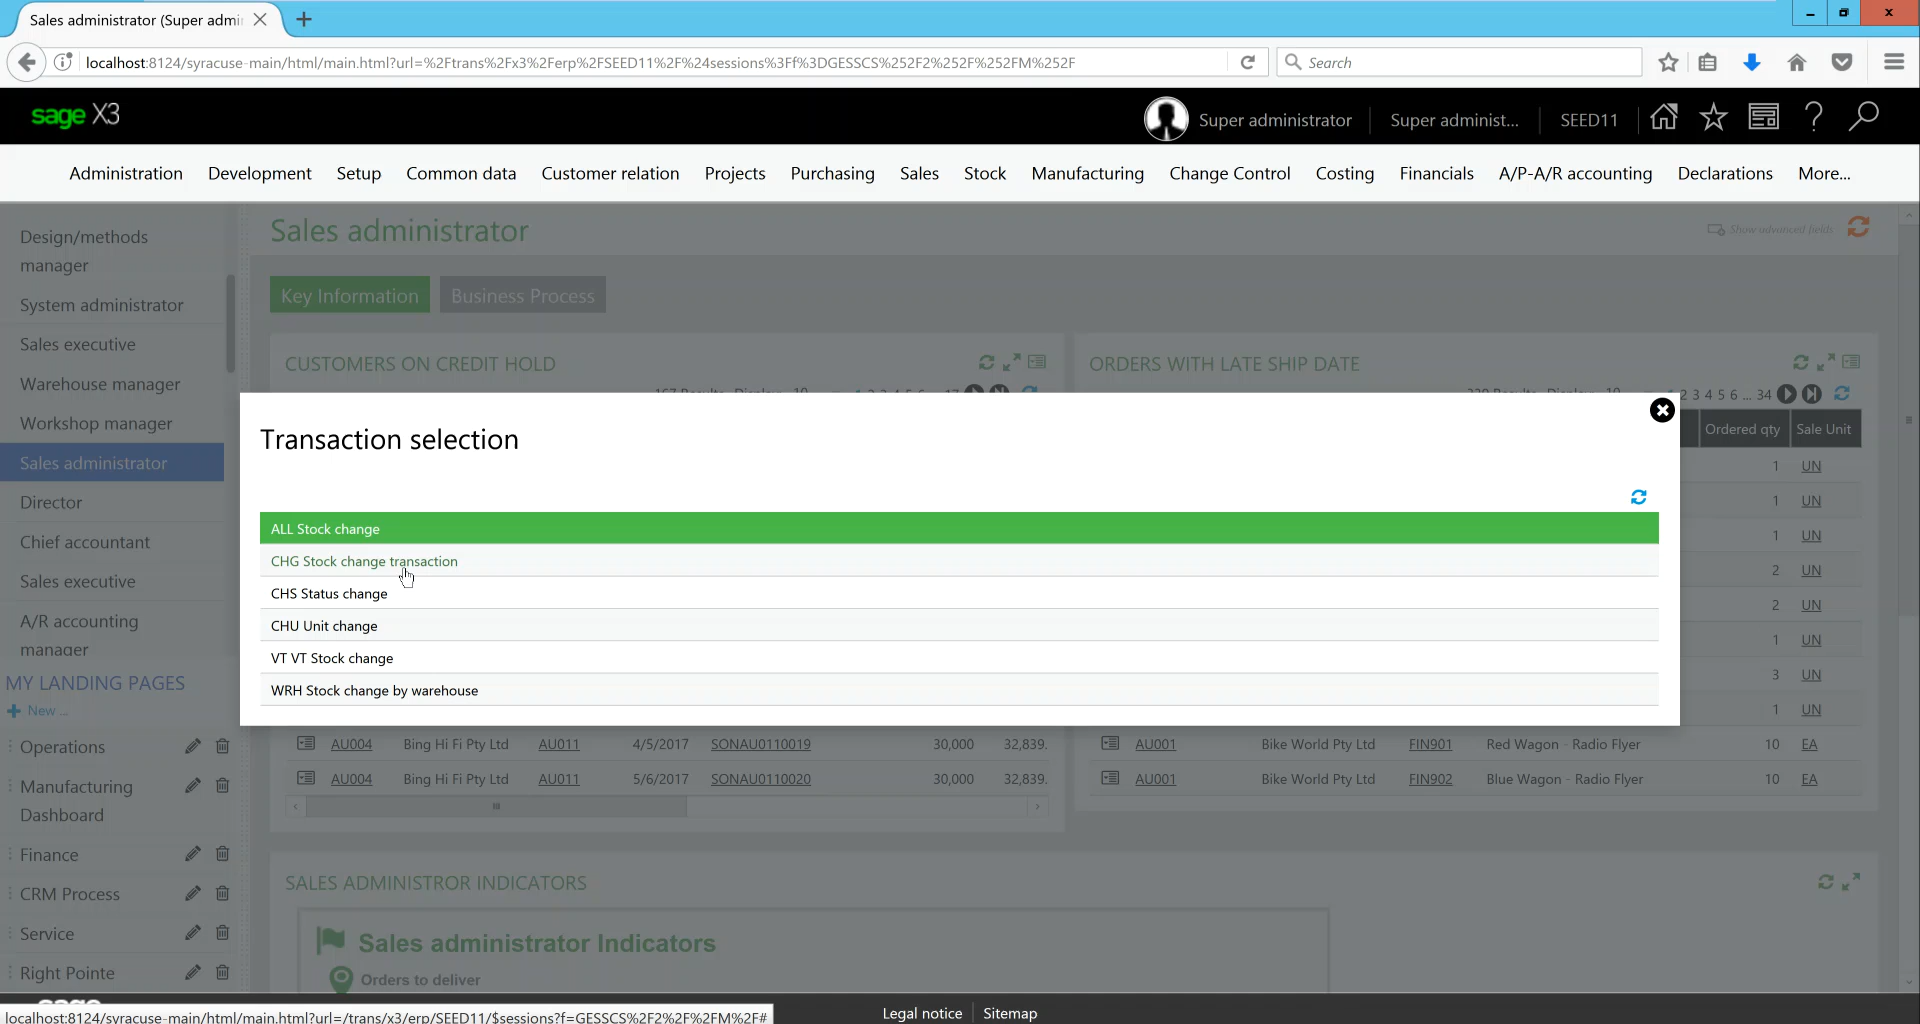 Sales administrator (Super admi
localhost:8124/syracuse-main/html/main.html?url=%2Ftrans%2Fx3%2Ferp%2FSEED11%2F%24sessions%3Ff%3DGESSCS%252F2%252F%252FM%252F
Search
sage X3
Super administrator
Super administ...
SEED11
Administration Development Setup Common data Customer relation Projects Purchasing Sales Stock Manufacturing Change Control Costing Financials A/P-A/R accounting Declarations More...
Design/methods
manager
System administrator
Sales executive
Warehouse manager
Workshop manager
Sales administrator
Director
Chief accountant
Sales executive
A/R accounting
manager
MY LANDING PAGES
New ...
Operations
Manufacturing
Dashboard
Finance
CRM Process
Service
Right Pointe
Sales administrator
Show advanced fields
Key Information
Business Process
CUSTOMERS ON CREDIT HOLD
ORDERS WITH LATE SHIP DATE
2 3 4 5 6 ... 34
Ordered qty Sale Unit
1 UN
1 UN
1 UN
2 UN
2 UN
1 UN
3 UN
1 UN
Transaction selection
ALL Stock change
CHG Stock change transaction
CHS Status change
CHU Unit change
VT VT Stock change
WRH Stock change by warehouse
AU004 Bing Hi Fi Pty Ltd AU011 4/5/2017 SONAU0110019 30,000 32,839.
AU004 Bing Hi Fi Pty Ltd AU011 5/6/2017 SONAU0110020 30,000 32,839.
AU001 Bike World Pty Ltd FIN901 Red Wagon - Radio Flyer 10 EA
AU001 Bike World Pty Ltd FIN902 Blue Wagon - Radio Flyer 10 EA
SALES ADMINISTROR INDICATORS
Sales administrator Indicators
Orders to deliver
sage
localhost:8124/syracuse-main/html/main.html?url=/trans/x3/erp/SEED11/$sessions?f=GESSCS%2F2%2F%2FM%2F#
Legal notice
Sitemap